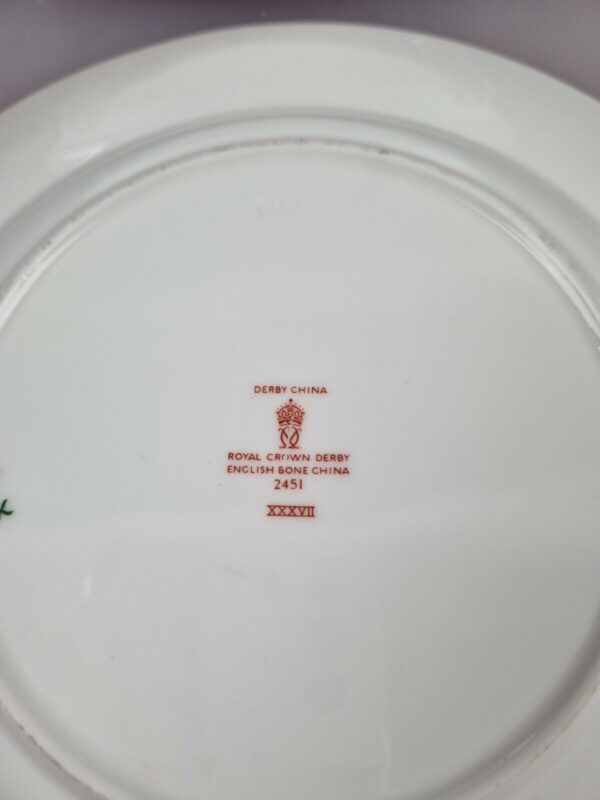 DERBY CHINA
ROYAL CROWN DERBY
ENGLISH BONE CHINA
2451
XXXVII